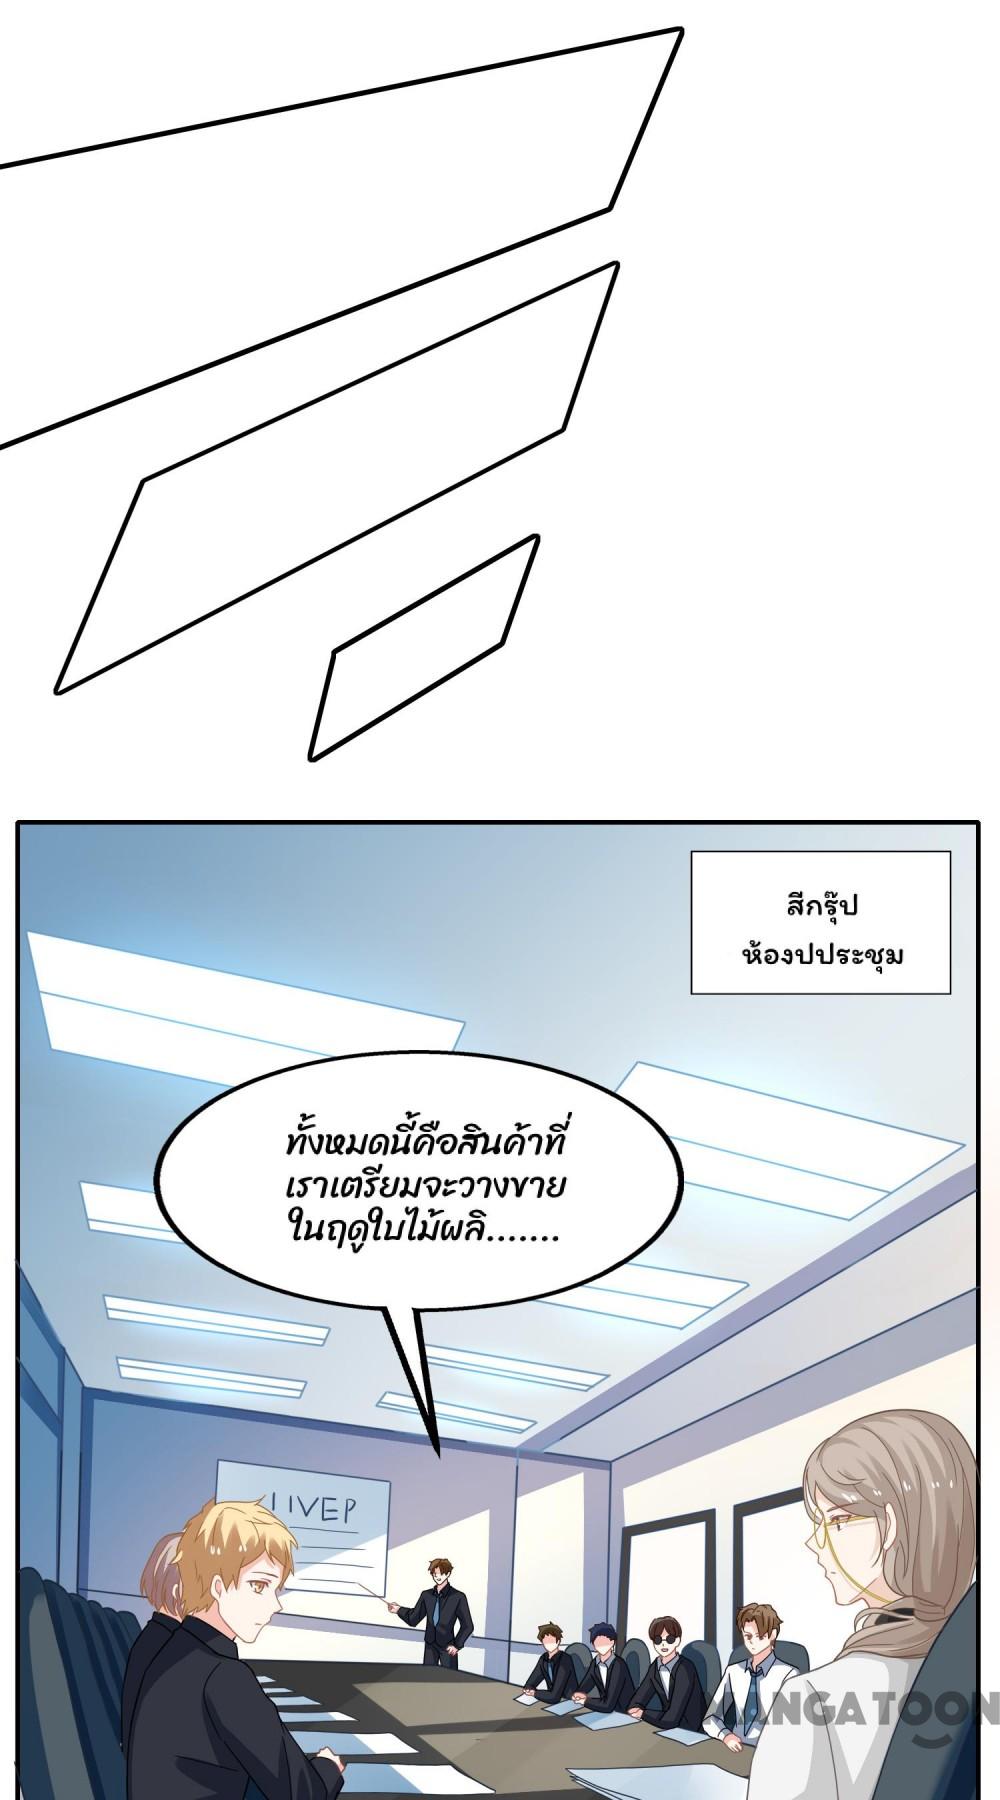 สีกรุ๊ป
ห้องปประชุม
ทั้งหมดนี้คือสินค้าที่
เราเตรียมจะวางขาย
ในฤดูใบไม้ผลิ.......
LIVEP
MANGATOON